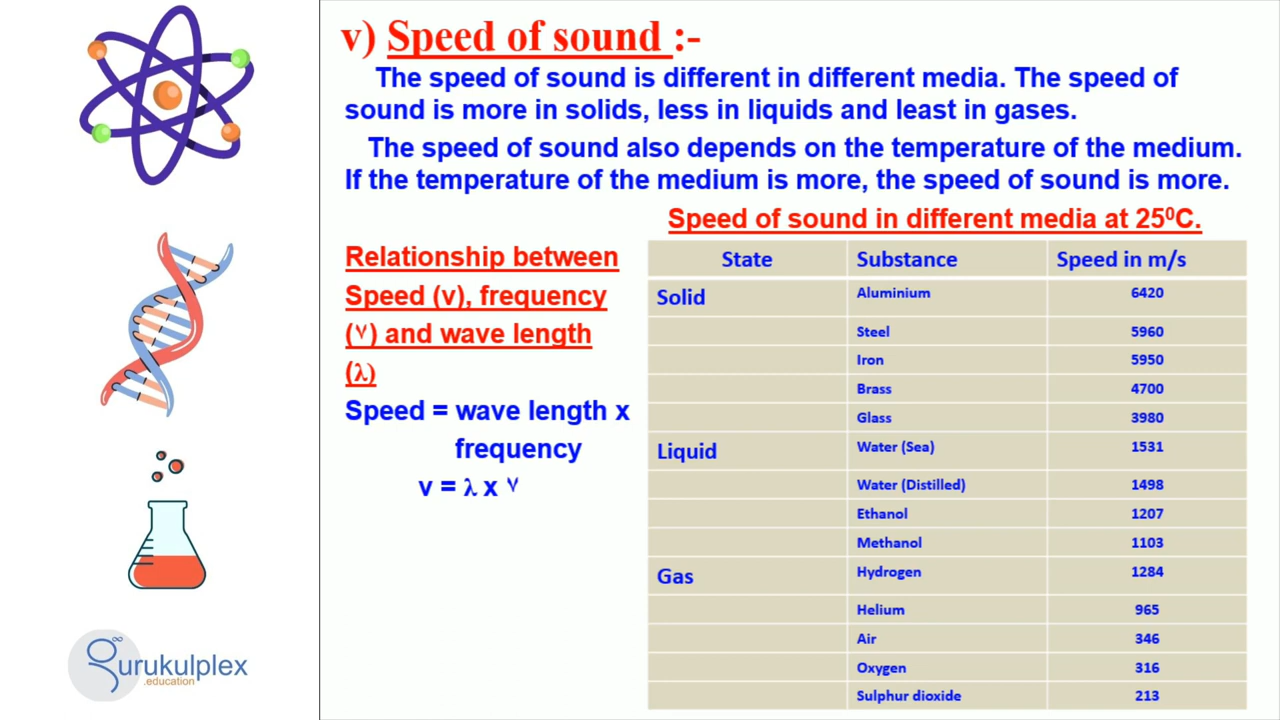 v) Speed of sound :-
The speed of sound is different in different media. The speed of
sound is more in solids, less in liquids and least in gases.
The speed of sound also depends on the temperature of the medium.
If the temperature of the medium is more, the speed of sound is more.
Relationship between
Speed (v), frequency
(٧) and wave length
(λ)
Speed = wave length x
frequency
v = λ x ٧
Speed of sound in different media at 25⁰C.
State Substance Speed in m/s
Solid Aluminium 6420
Steel 5960
Iron 5950
Brass 4700
Glass 3980
Liquid Water (Sea) 1531
Water (Distilled) 1498
Ethanol 1207
Methanol 1103
Gas Hydrogen 1284
Helium 965
Air 346
Oxygen 316
Sulphur dioxide 213
gurukulplex
.education